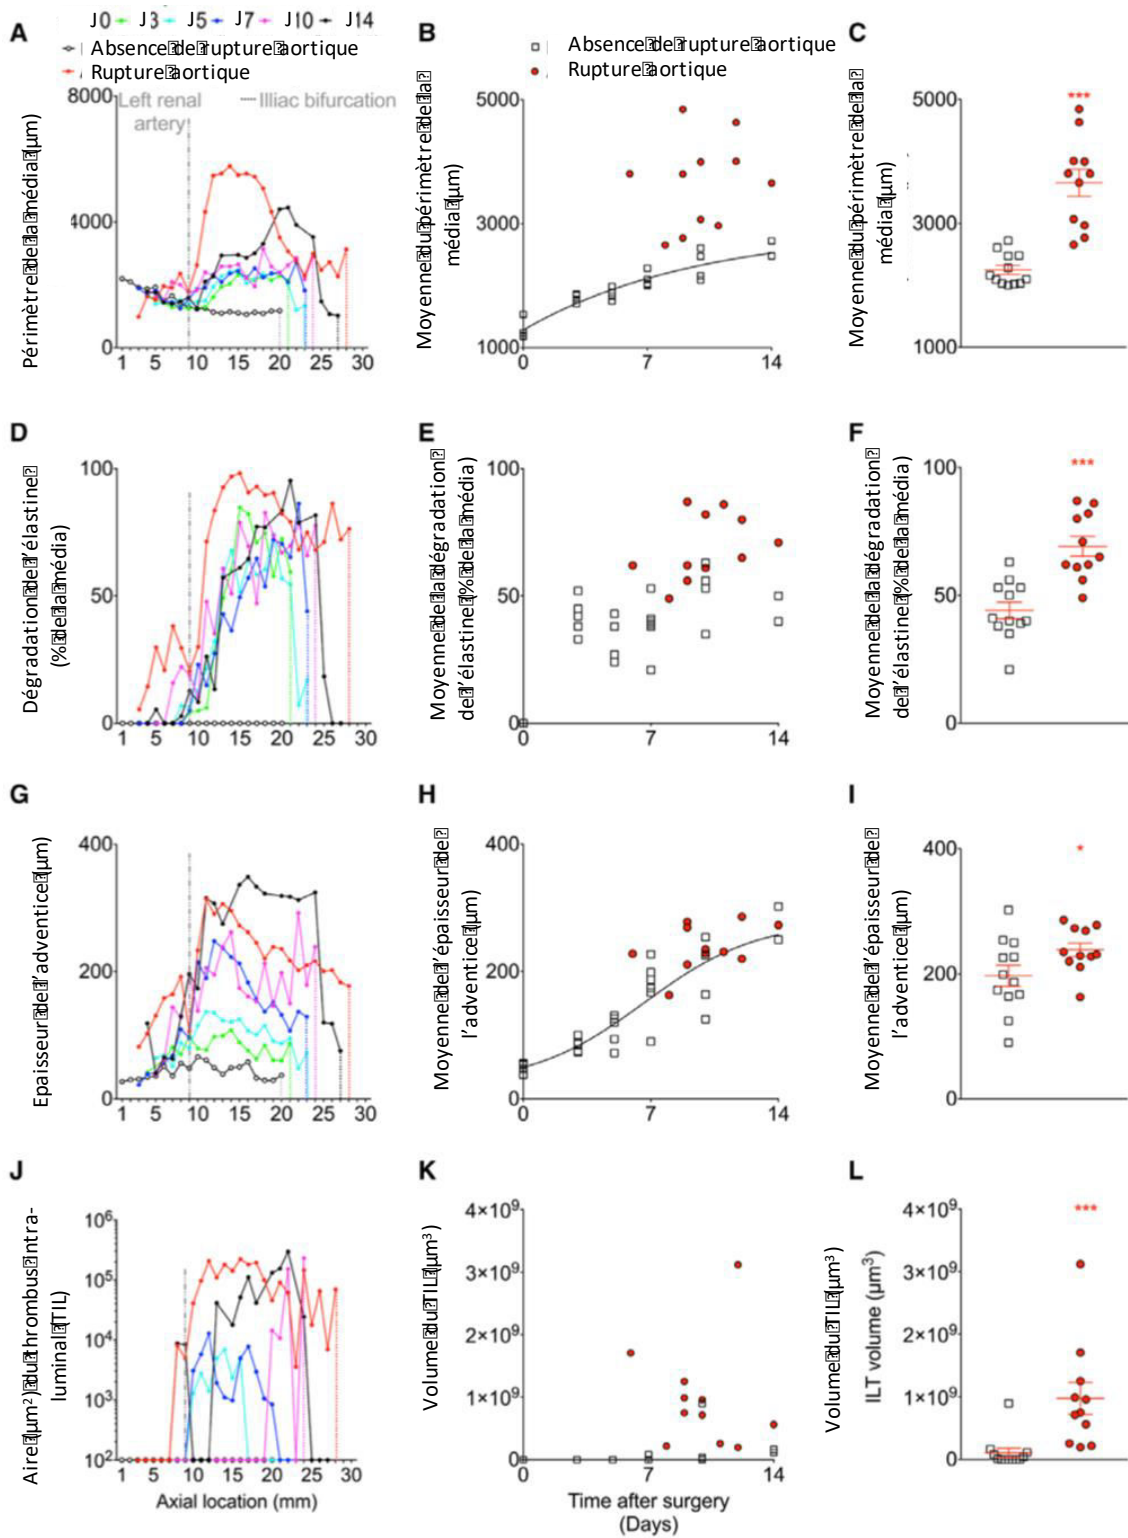 J0 J3 J5 J7 J10 J14
A
Absence de rupture aortique
Rupture aortique
Left renal artery
Illiac bifurcation
Périmètre de la média (µm)
8000
4000
0
1 5 10 15 20 25 30
B
Absence de rupture aortique
Rupture aortique
Moyenne du périmètre de la
média (µm)
5000
3000
1000
0 7 14
C
Moyenne du périmètre de la
média (µm)
5000
3000
1000
***
D
Dégradation de l'élastine
(% de la média)
100
50
0
1 5 10 15 20 25 30
E
Moyenne de la dégradation
de l'élastine (% de la média)
100
50
0
0 7 14
F
Moyenne de la dégradation
de l'élastine (% de la média)
100
50
0
***
G
Epaisseur de l'adventice (µm)
400
200
0
1 5 10 15 20 25 30
H
Moyenne de l'épaisseur de
l'adventice (µm)
400
200
0
0 7 14
I
Moyenne de l'épaisseur de
l'adventice (µm)
400
200
0
*
J
Aire (µm²) du thrombus intra-
luminal (TIL)
10⁶
10⁵
10⁴
10³
10²
1 5 10 15 20 25 30
Axial location (mm)
K
Volume du TIL (µm³)
4×10⁹
3×10⁹
2×10⁹
1×10⁹
0
0 7 14
Time after surgery
(Days)
L
Volume du TIL (µm³)
ILT volume (µm³)
4×10⁹
3×10⁹
2×10⁹
1×10⁹
0
***